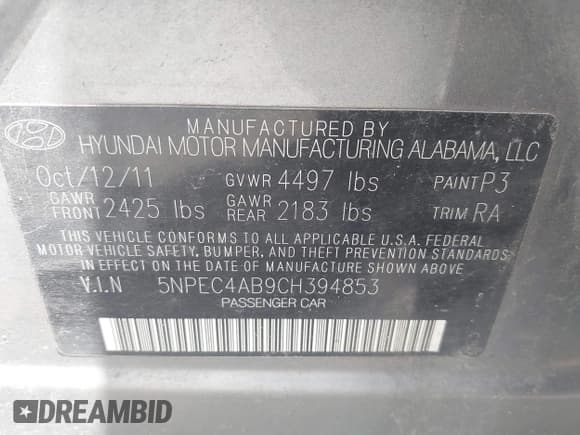 MANUFACTURED BY
HYUNDAI MOTOR MANUFACTURING ALABAMA, LLC
Oct/12/11 GVWR 4497 lbs PAINT P3
GAWR FRONT 2425 lbs GAWR REAR 2183 lbs TRIM RA
THIS VEHICLE CONFORMS TO ALL APPLICABLE U.S.A. FEDERAL
MOTOR VEHICLE SAFETY, BUMPER, AND THEFT PREVENTION STANDARDS
IN EFFECT ON THE DATE OF MANUFACTURE SHOWN ABOVE.
V.I.N 5NPEC4AB9CH394853
PASSENGER CAR
DREAMBID